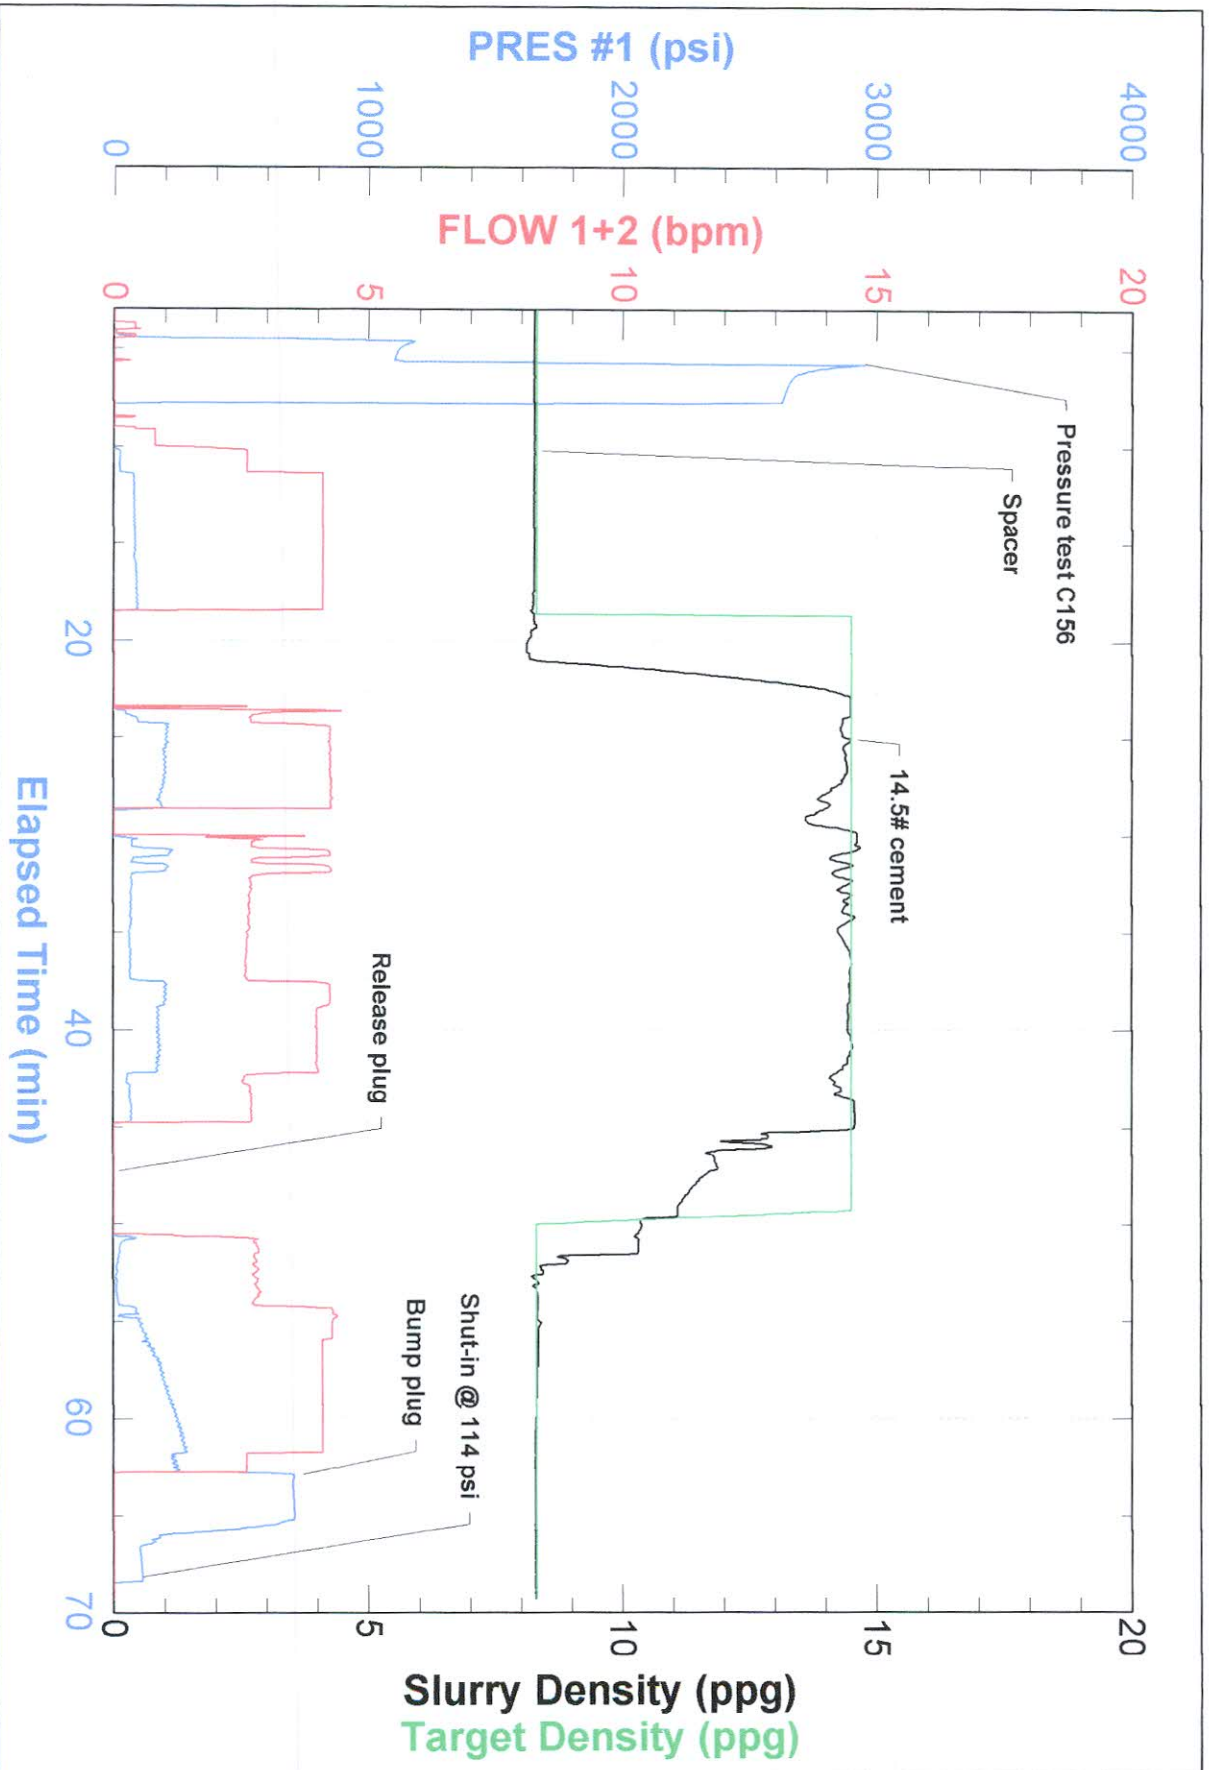 PRES #1 (psi)
0
1000
2000
3000
4000
FLOW 1+2 (bpm)
0
5
10
15
20
Pressure test C156
Spacer
14.5# cement
Release plug
Shut-in @ 114 psi
Bump plug
20
40
60
70
Elapsed Time (min)
0
5
10
15
20
Slurry Density (ppg)
Target Density (ppg)